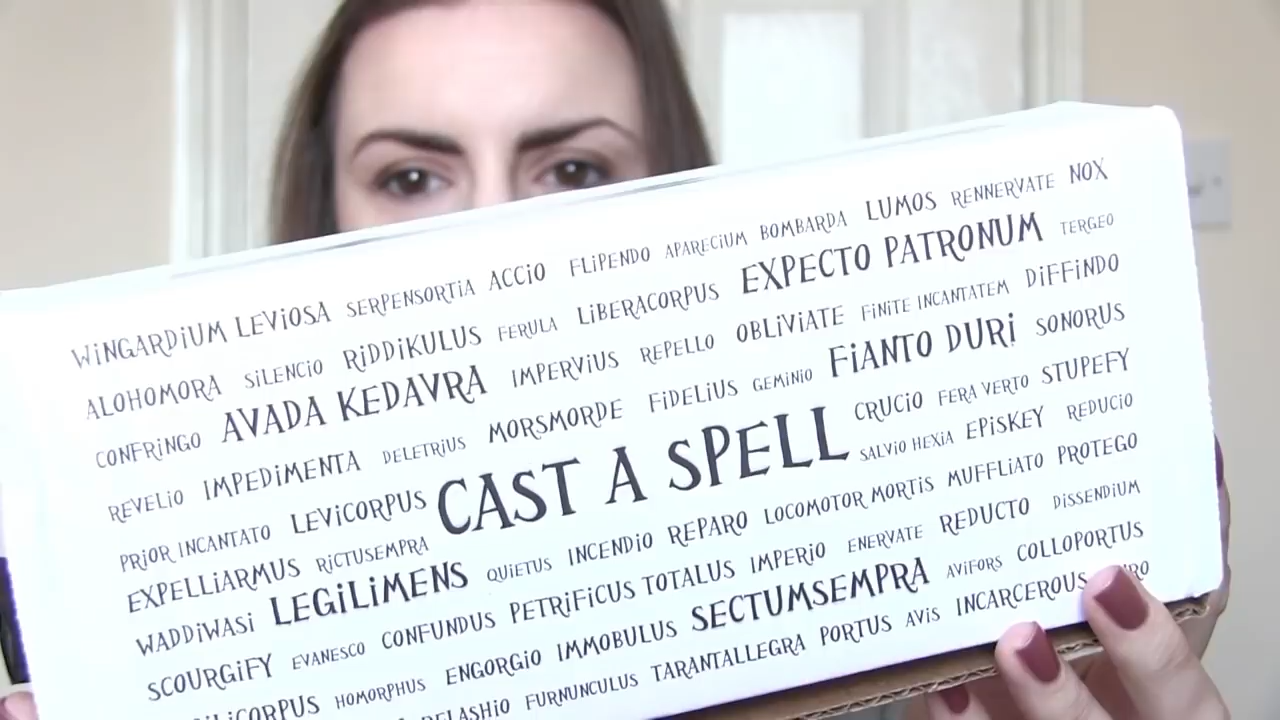 WiNGARDiUM LEViOSA SERPENSORTiA ACCiO FLiPENDO APARECiUM BOMBARDA LUMOS RENNERVATE NOX
ALOHOMORA SiLENCiO RiDDiKULUS FERULA LiBERACORPUS EXPECTO PATRONUM TERGEO
CONFRiNGO AVADA KEDAVRA iMPERViUS REPELLO OBLiViATE FiNiTE INCANTATEM DiFFiNDO
REVELiO iMPEDiMENTA DELETRiUS MORSMORDE FiDELiUS GEMiNiO FiANTO DURi SONORUS
PRiOR INCANTATO LEViCORPUS CAST A SPELL CRUCiO FERA VERTO STUPEFY
EXPELLiARMUS RiCTUSEMPRA SALViO HEXiA EPiSKEY REDUCiO
WADDiWASi LEGiLiMENS QUiETUS iNCENDiO REPARO LOCOMOTOR MORTiS MUFFLiATO PROTEGO
SCOURGiFY EVANESCO CONFUNDUS PETRiFiCUS TOTALUS iMPERiO ENERVATE REDUCTO DiSSENDiUM
HOMORPHUS ENGORGiO iMMOBULUS SECTUMSEMPRA AViFORS COLLOPORTUS
FURNUNCULUS TARANTALLEGRA PORTUS AViS iNCARCEROUS